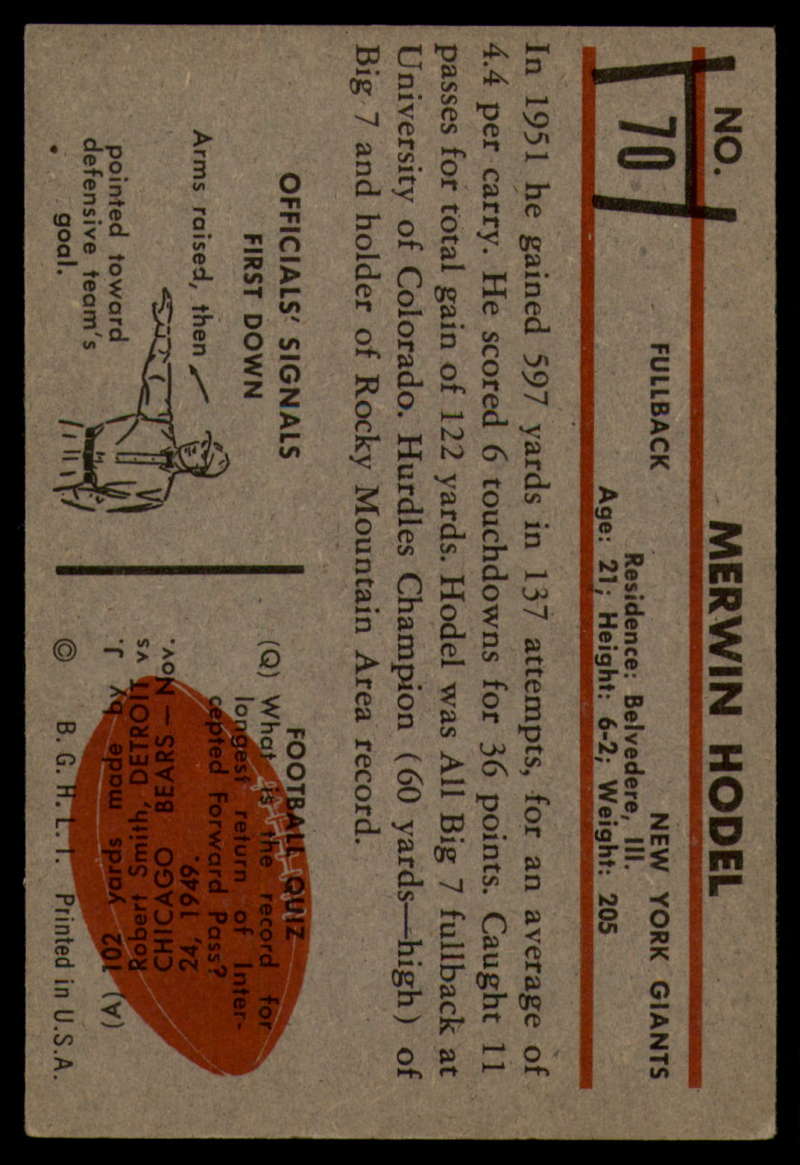 NO.
70
MERWIN HODEL
FULLBACK NEW YORK GIANTS
Residence: Belvedere, Ill.
Age: 21; Height: 6-2; Weight: 205
In 1951 he gained 597 yards in 137 attempts, for an average of
4.4 per carry. He scored 6 touchdowns for 36 points. Caught 11
passes for total gain of 122 yards. Hodel was All Big 7 fullback at
University of Colorado. Hurdles Champion (60 yards—high) of
Big 7 and holder of Rocky Mountain Area record.
OFFICIALS' SIGNALS
FIRST DOWN
Arms raised, then
pointed toward
defensive team's
goal.
FOOTBALL QUIZ
(Q) What is the record for
longest return of Inter-
cepted Forward Pass?
(A) 102 yards made by J.
Robert Smith, DETROIT vs
CHICAGO BEARS — Nov.
24, 1949.
© B. G. H. L. I. Printed in U.S.A.